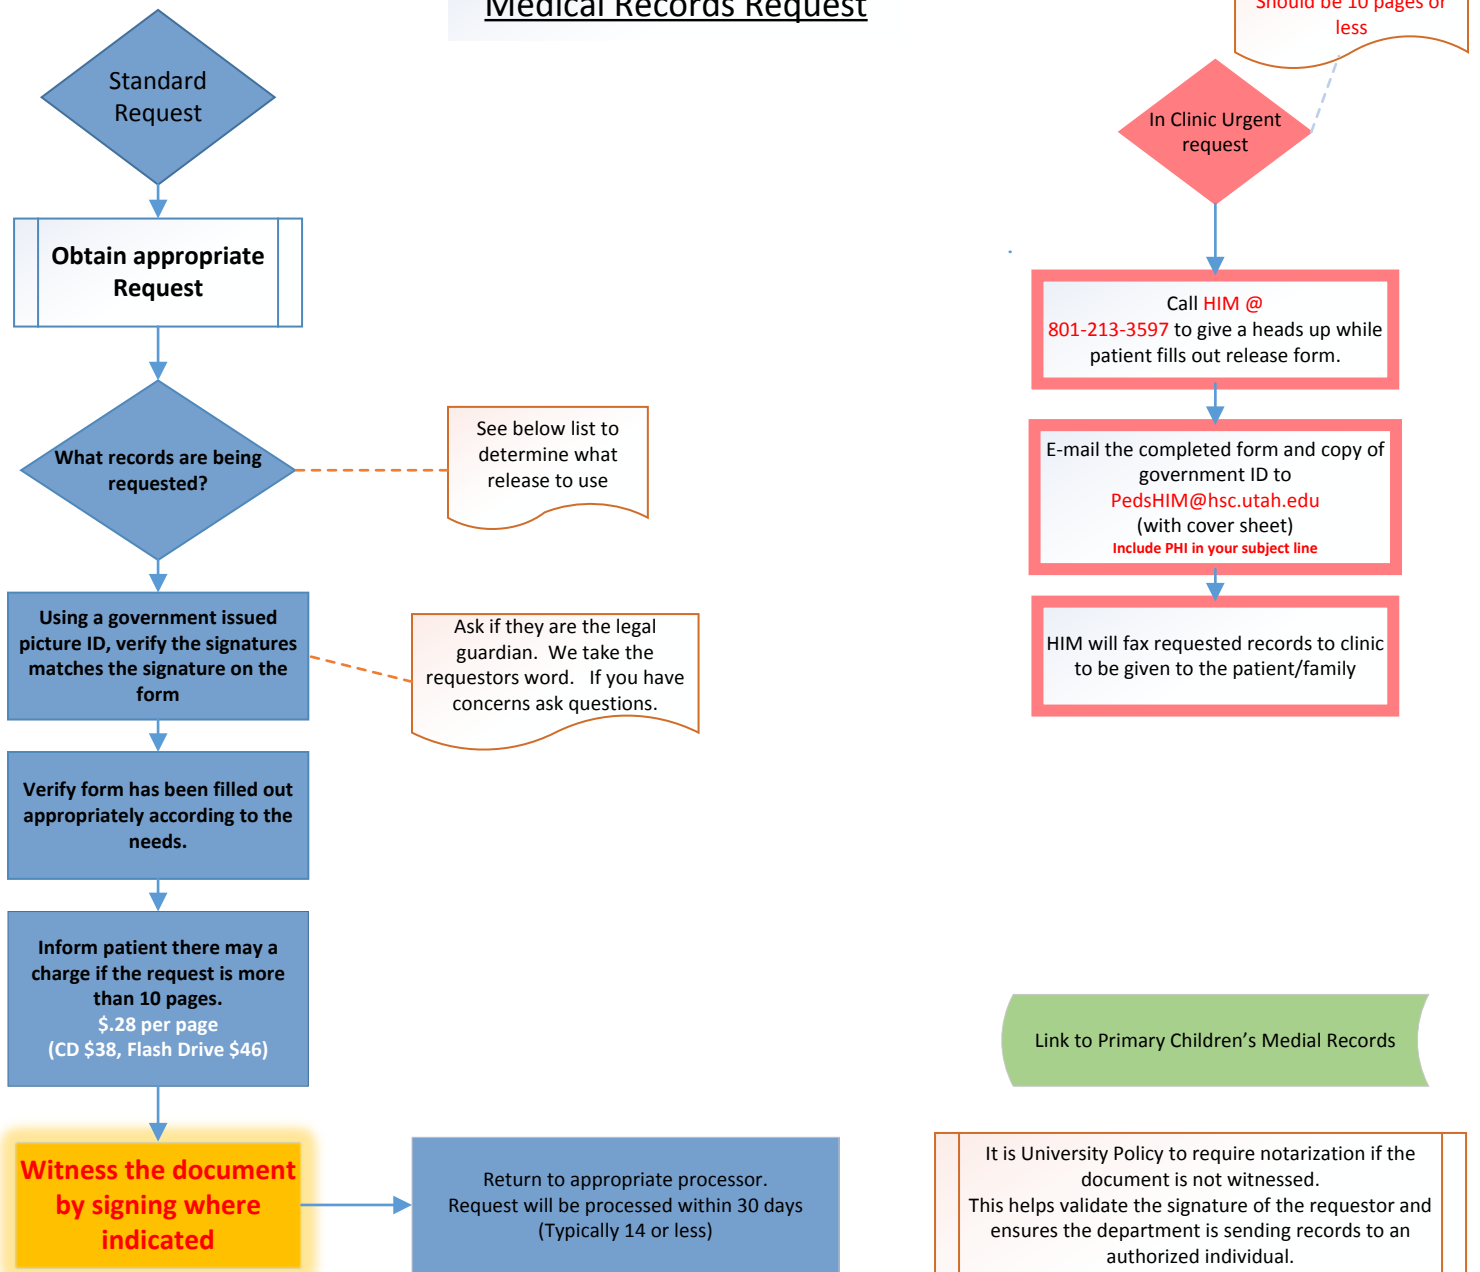 Medical Records Request
Should be 10 pages or
less
Standard
Request
Obtain appropriate
Request
What records are being
requested?
See below list to
determine what
release to use
Using a government issued
picture ID, verify the signatures
matches the signature on the
form
Ask if they are the legal
guardian.  We take the
requestors word.   If you have
concerns ask questions.
Verify form has been filled out
appropriately according to the
needs.
Inform patient there may a
charge if the request is more
than 10 pages.
$.28 per page
(CD $38, Flash Drive $46)
Witness the document
by signing where
indicated
Return to appropriate processor.
Request will be processed within 30 days
(Typically 14 or less)
In Clinic Urgent
request
Call HIM @
801-213-3597 to give a heads up while
patient fills out release form.
E-mail the completed form and copy of
government ID to
PedsHIM@hsc.utah.edu
(with cover sheet)
Include PHI in your subject line
HIM will fax requested records to clinic
to be given to the patient/family
Link to Primary Children’s Medial Records
It is University Policy to require notarization if the
document is not witnessed.
This helps validate the signature of the requestor and
ensures the department is sending records to an
authorized individual.